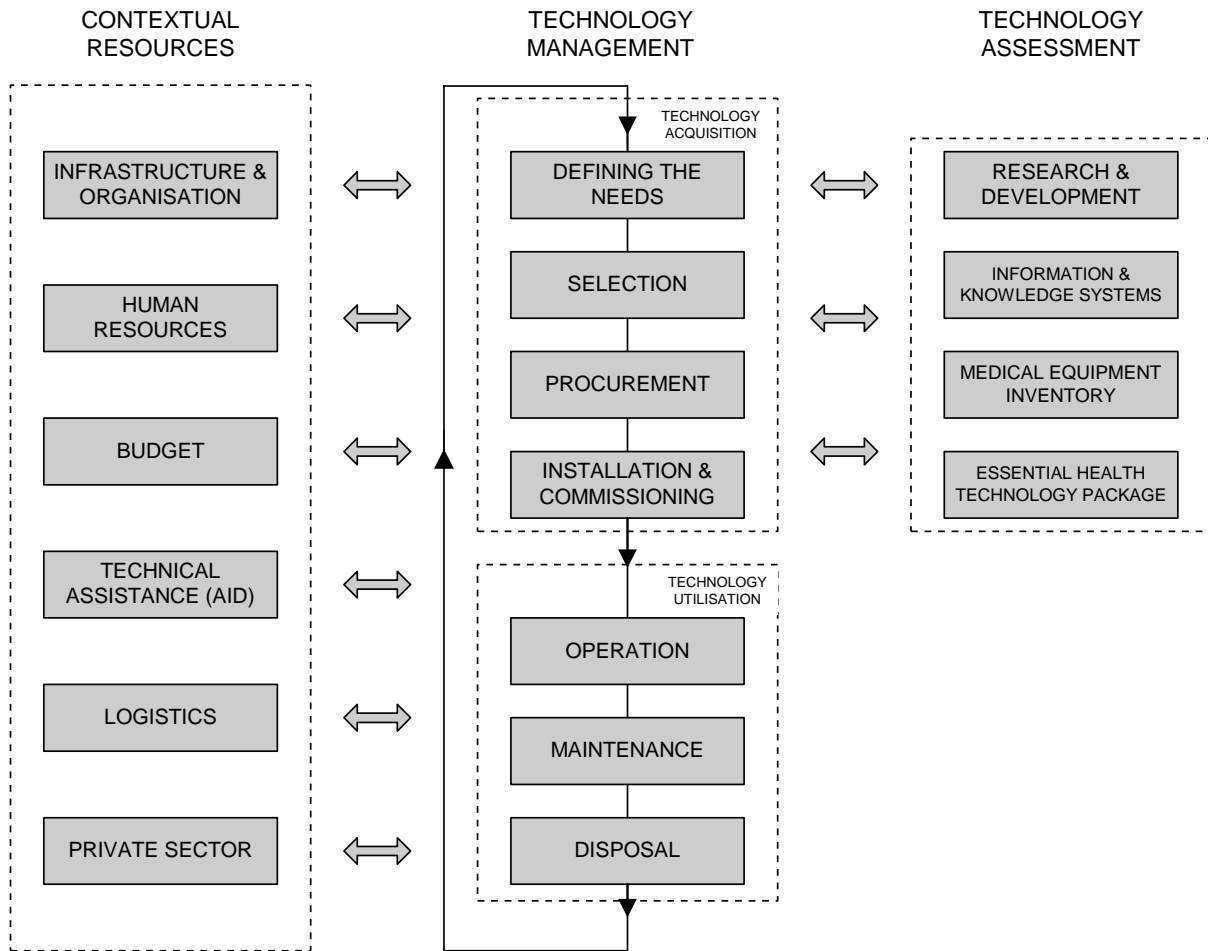 CONTEXTUAL
RESOURCES
INFRASTRUCTURE &
ORGANISATION
HUMAN
RESOURCES
BUDGET
TECHNICAL
ASSISTANCE (AID)
LOGISTICS
PRIVATE SECTOR
TECHNOLOGY
MANAGEMENT
TECHNOLOGY
ACQUISITION
DEFINING THE
NEEDS
SELECTION
PROCUREMENT
INSTALLATION &
COMMISSIONING
TECHNOLOGY
UTILISATION
OPERATION
MAINTENANCE
DISPOSAL
TECHNOLOGY
ASSESSMENT
RESEARCH &
DEVELOPMENT
INFORMATION &
KNOWLEDGE SYSTEMS
MEDICAL EQUIPMENT
INVENTORY
ESSENTIAL HEALTH
TECHNOLOGY PACKAGE